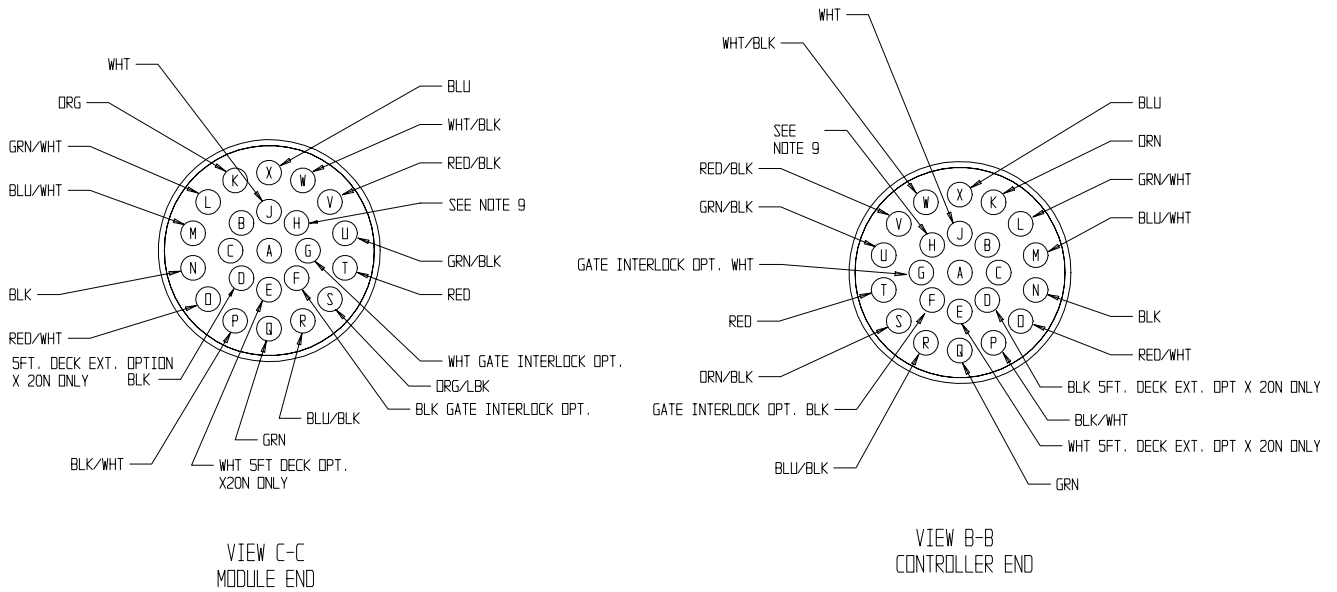 WHT
ORG
GRN/WHT
BLU/WHT
BLK
RED/WHT
5FT. DECK EXT. OPTION
X 20N ONLY BLK
BLK/WHT
WHT 5FT DECK OPT.
X20N ONLY
GRN
BLU/BLK
BLK GATE INTERLOCK OPT.
ORG/LBK
WHT GATE INTERLOCK OPT.
RED
GRN/BLK
SEE NOTE 9
RED/BLK
WHT/BLK
BLU
K
X
W
L
V
J
B
H
M
U
C
A
G
N
T
D
E
F
O
S
P
Q
R
VIEW C-C
MODULE END
WHT
WHT/BLK
SEE
NOTE 9
RED/BLK
GRN/BLK
GATE INTERLOCK OPT. WHT
RED
ORN/BLK
GATE INTERLOCK OPT. BLK
BLU/BLK
GRN
WHT 5FT. DECK EXT. OPT X 20N ONLY
BLK/WHT
BLK 5FT. DECK EXT. OPT X 20N ONLY
RED/WHT
BLK
BLU/WHT
GRN/WHT
ORN
BLU
W
X
K
V
L
J
H
B
U
M
G
A
C
T
N
F
E
D
S
O
R
Q
P
VIEW B-B
CONTROLLER END